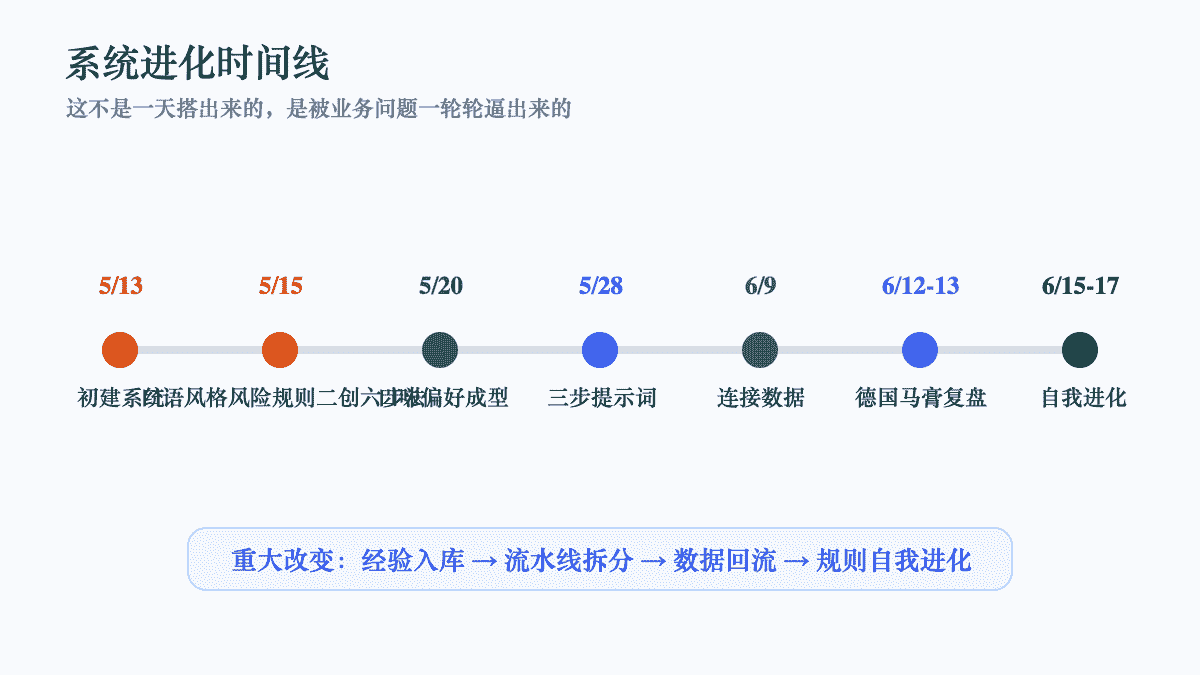 系统进化时间线
这不是一天搭出来的，是被业务问题一轮轮逼出来的
5/13
5/15
5/20
5/28
6/9
6/12-13
6/15-17
初建系统
语风格风险规则二创六
偏好成型
三步提示词
连接数据
德国马膏复盘
自我进化
重大改变：经验入库 → 流水线拆分 → 数据回流 → 规则自我进化